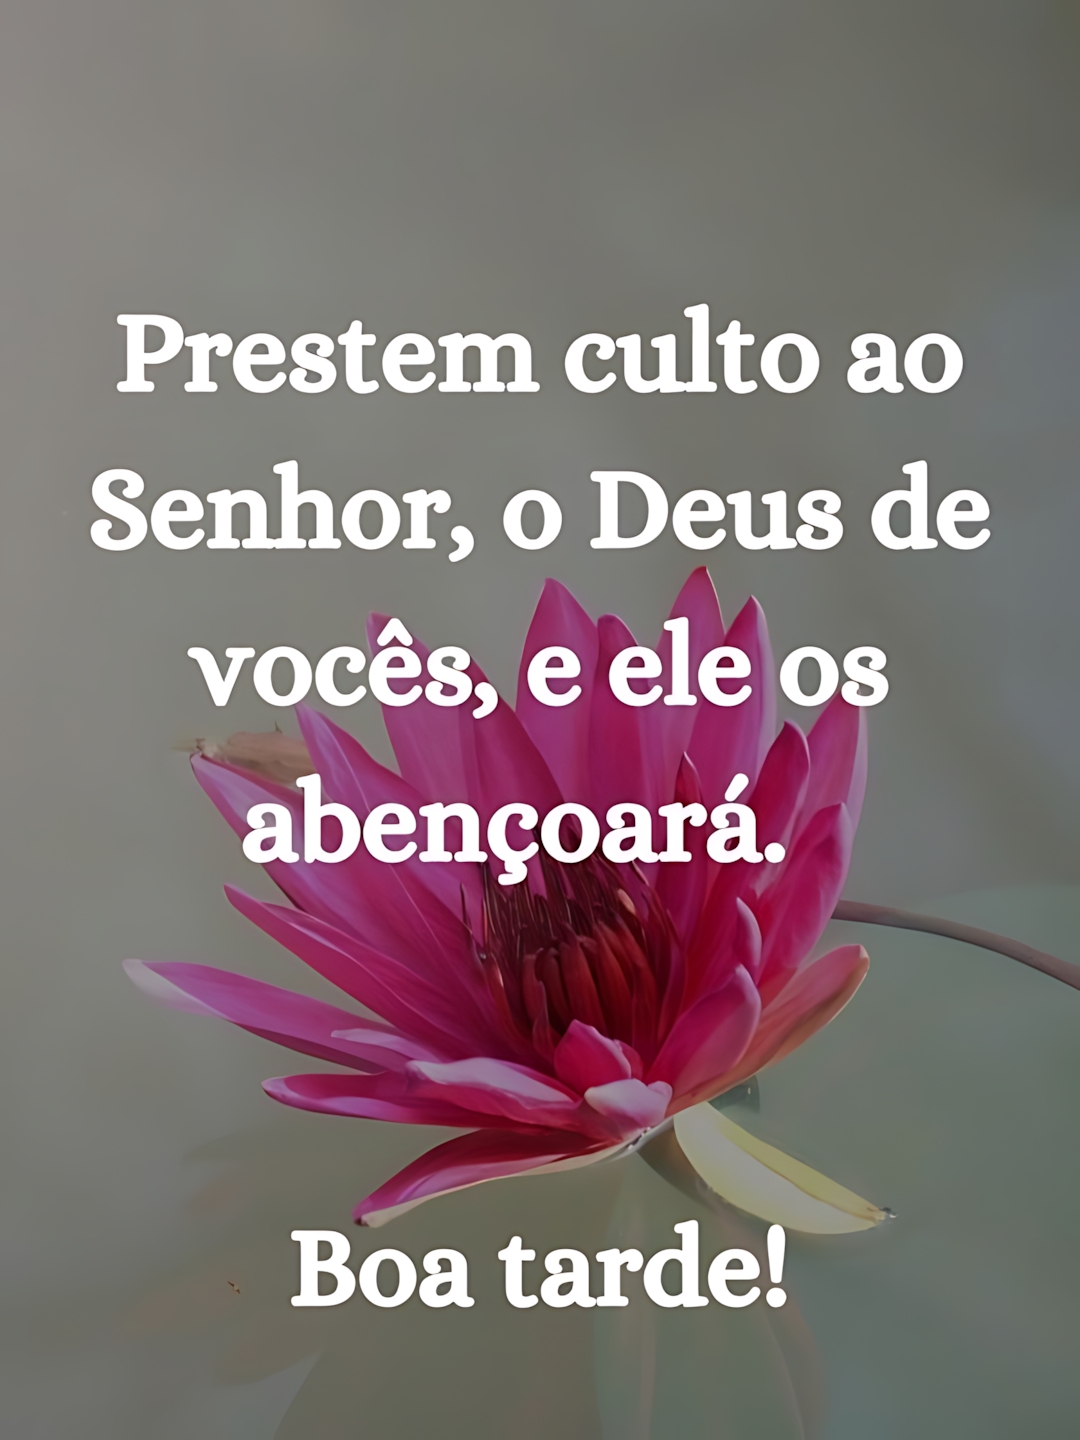 Prestem culto ao
Senhor, o Deus de
vocês, e ele os
abençoará.
Boa tarde!